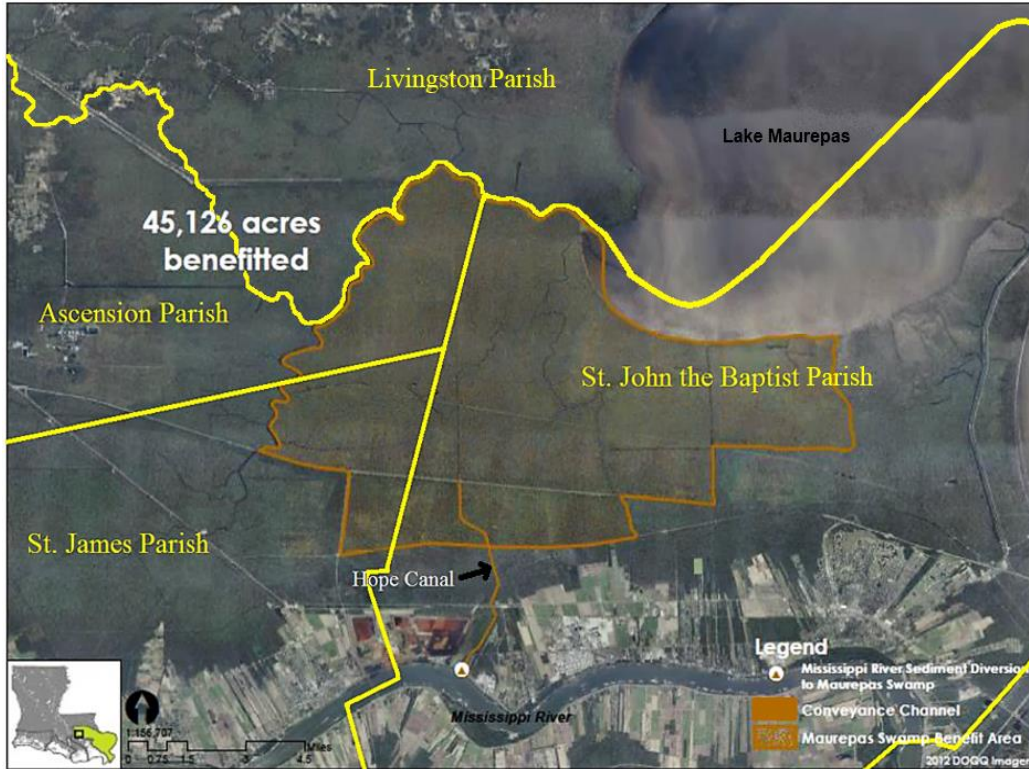 Livingston Parish
Lake Maurepas
45,126 acres
benefitted
Ascension Parish
St. John the Baptist Parish
St. James Parish
Hope Canal
Legend
Mississippi River Sediment Diversion
to Maurepas Swamp
Conveyance Channel
Maurepas Swamp Benefit Area
Mississippi River
1:156,707
Miles
0 0.75 1.5 3 4.5
2012 DOQQ Imagery